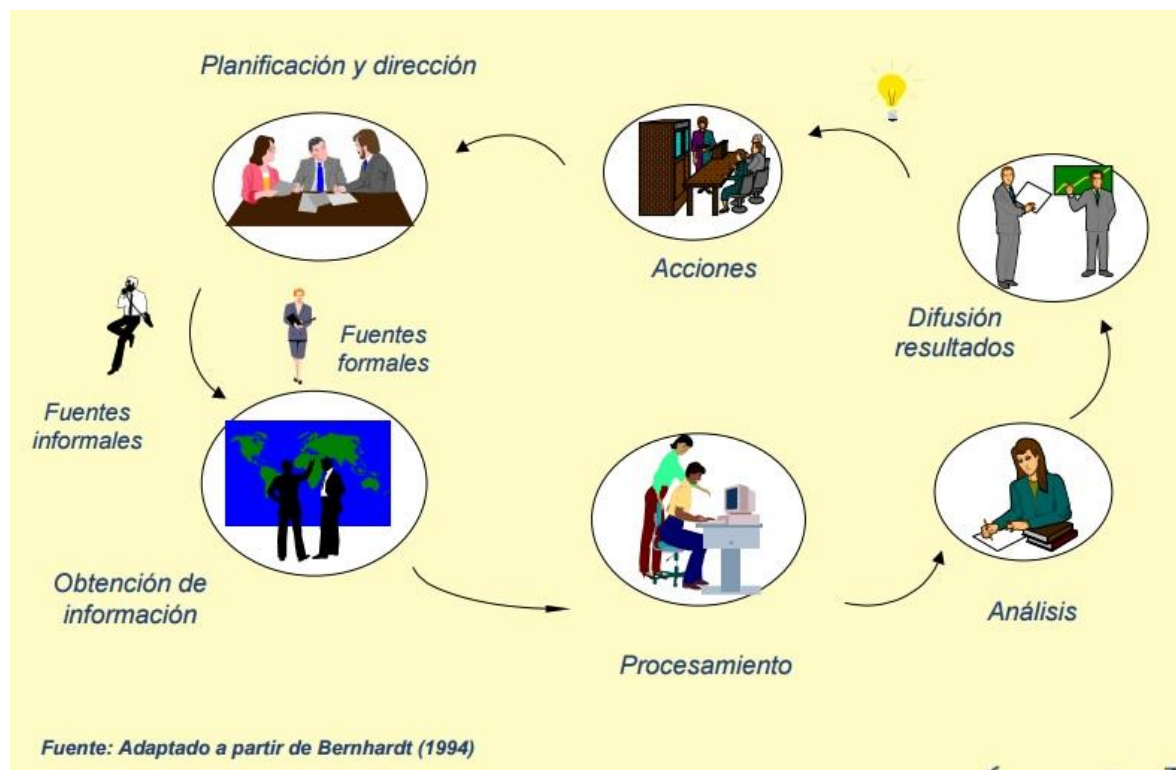 Planificación y dirección
Acciones
Difusión
resultados
Fuentes
formales
Fuentes
informales
Obtención de
información
Procesamiento
Análisis
Fuente: Adaptado a partir de Bernhardt (1994)